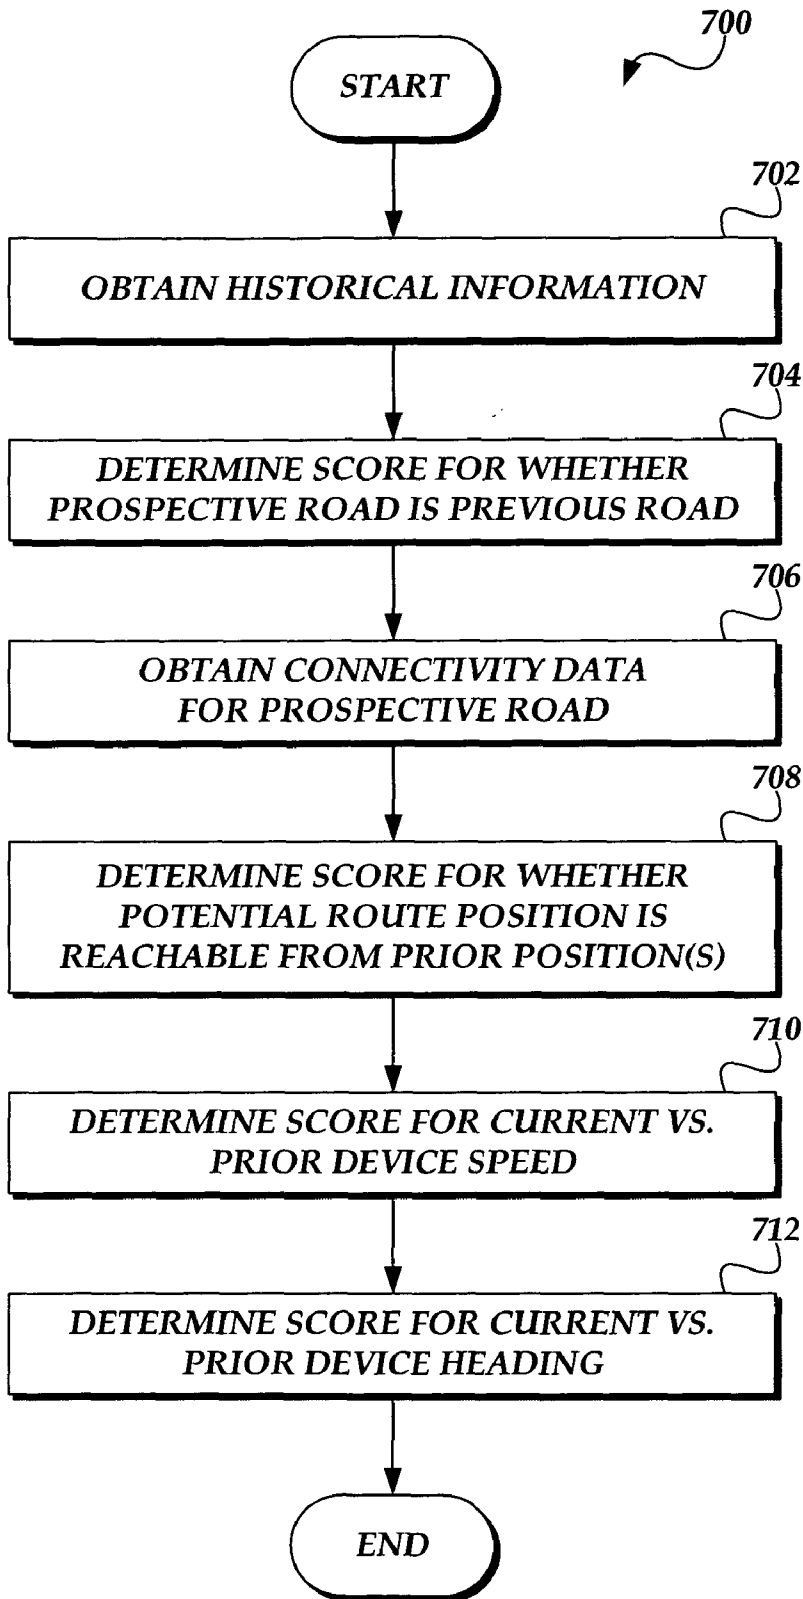 700
START
702
OBTAIN HISTORICAL INFORMATION
704
DETERMINE SCORE FOR WHETHER
PROSPECTIVE ROAD IS PREVIOUS ROAD
706
OBTAIN CONNECTIVITY DATA
FOR PROSPECTIVE ROAD
708
DETERMINE SCORE FOR WHETHER
POTENTIAL ROUTE POSITION IS
REACHABLE FROM PRIOR POSITION(S)
710
DETERMINE SCORE FOR CURRENT VS.
PRIOR DEVICE SPEED
712
DETERMINE SCORE FOR CURRENT VS.
PRIOR DEVICE HEADING
END